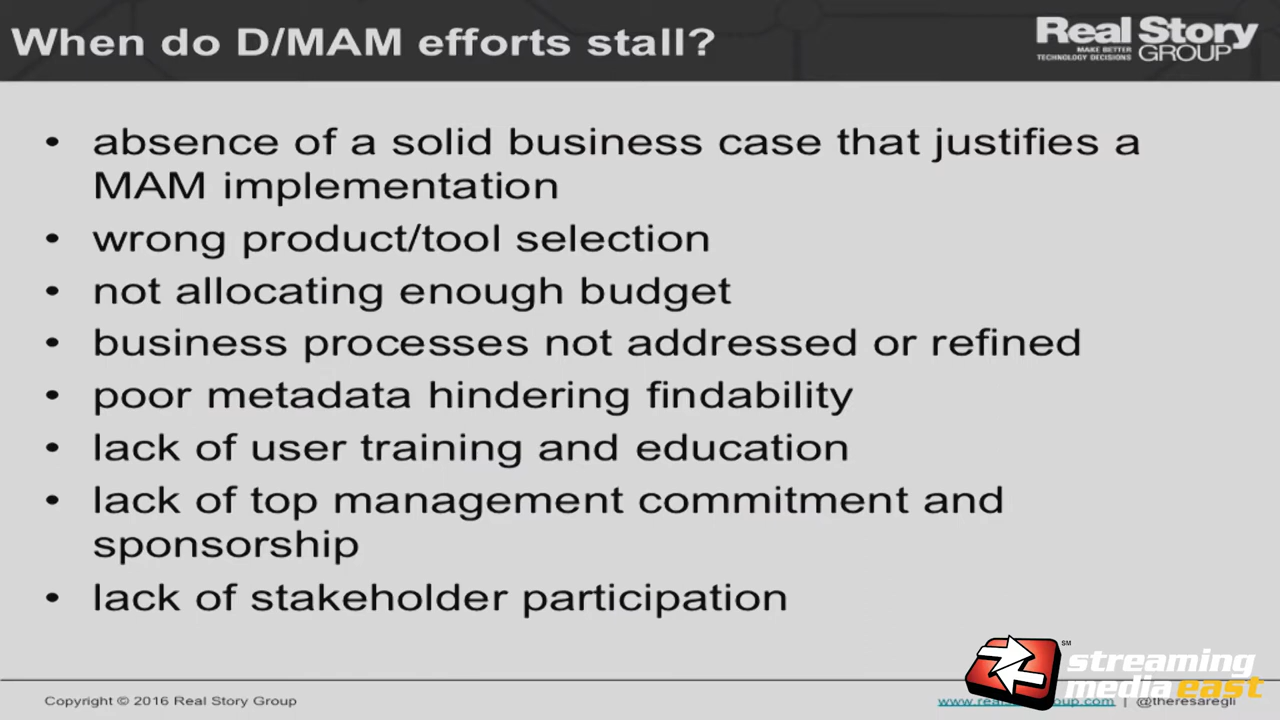 When do D/MAM efforts stall?
Real Story
MAKE BETTER
TECHNOLOGY DECISIONS
GROUP
• absence of a solid business case that justifies a
MAM implementation
• wrong product/tool selection
• not allocating enough budget
• business processes not addressed or refined
• poor metadata hindering findability
• lack of user training and education
• lack of top management commitment and
sponsorship
• lack of stakeholder participation
SM
streaming
media east
Copyright © 2016 Real Story Group
| @theresaregli